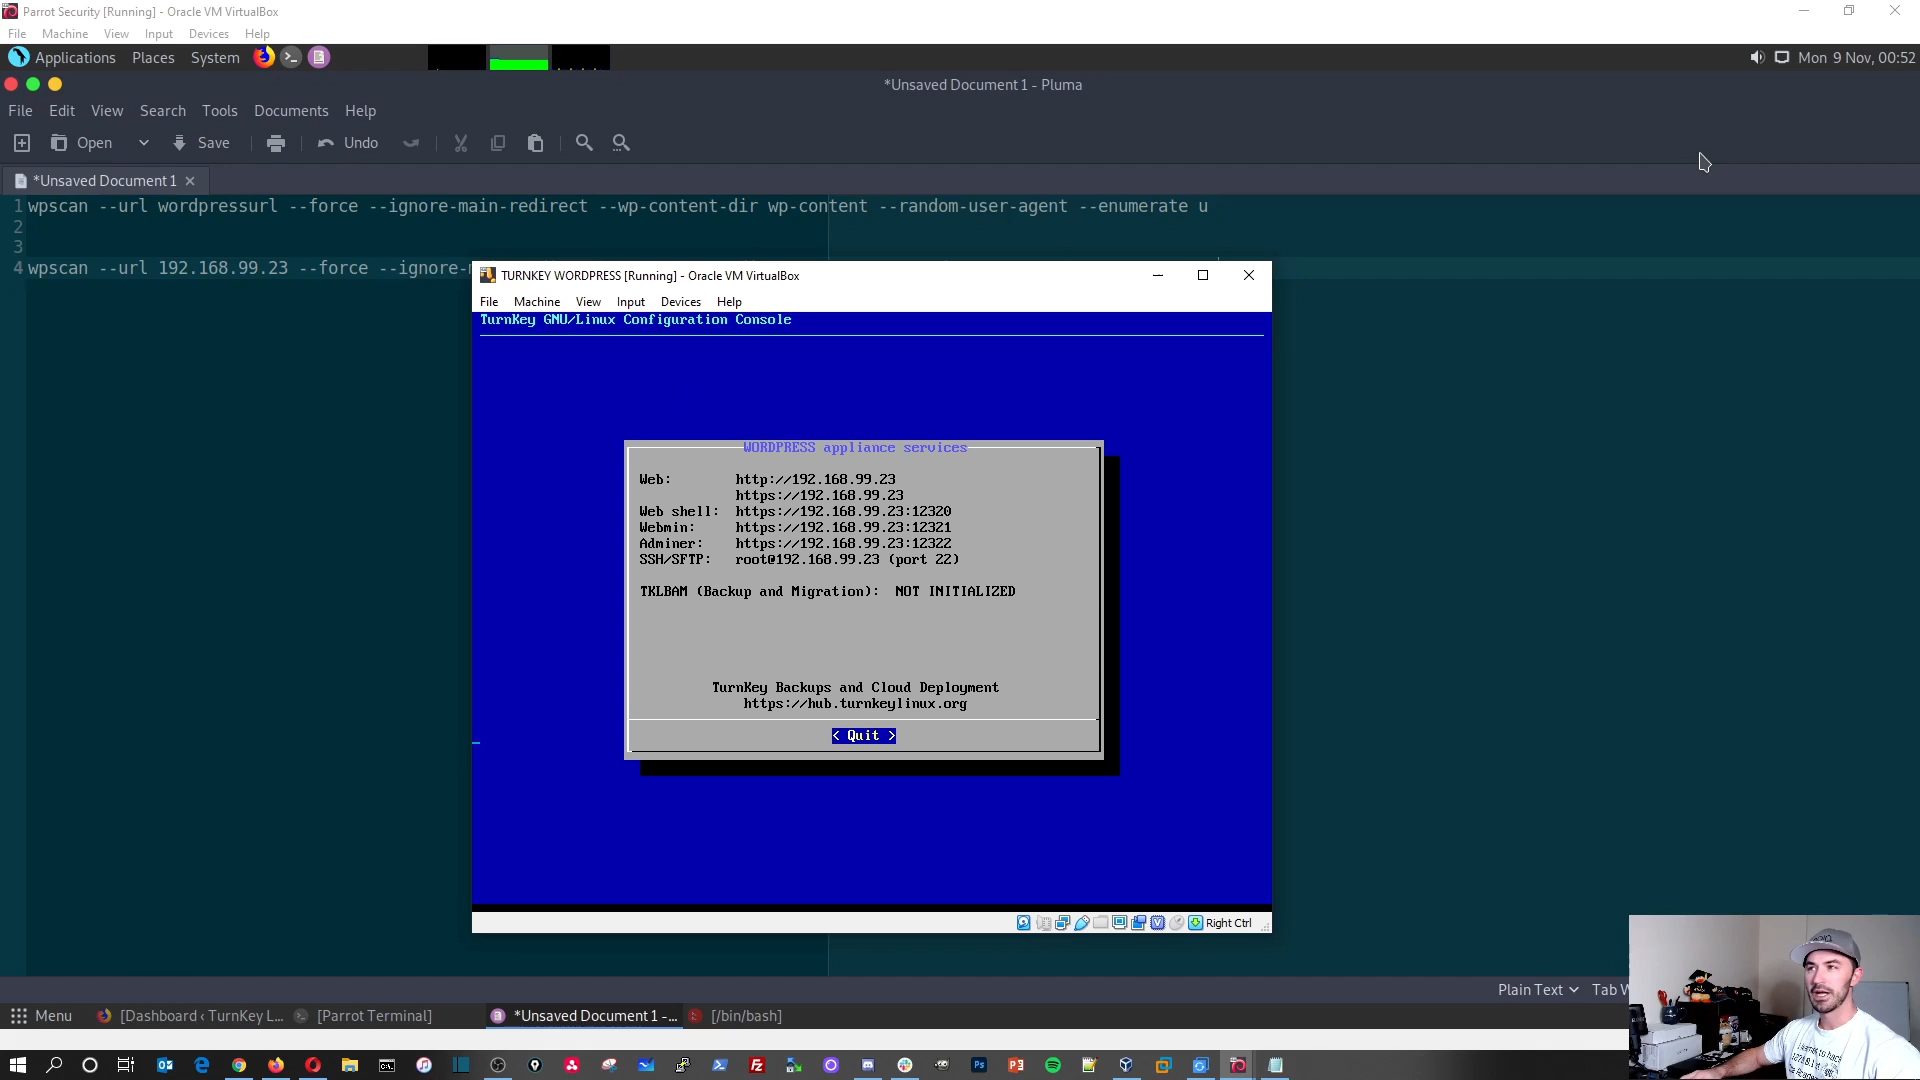 Parrot Security [Running] - Oracle VM VirtualBox
File Machine View Input Devices Help
Applications Places System
Mon 9 Nov, 00:52
*Unsaved Document 1 - Pluma
File Edit View Search Tools Documents Help
Open Save Undo
*Unsaved Document 1
1 wpscan --url wordpressurl --force --ignore-main-redirect --wp-content-dir wp-content --random-user-agent --enumerate u
2
3
4 wpscan --url 192.168.99.23 --force --ignore-
TURNKEY WORDPRESS [Running] - Oracle VM VirtualBox
File Machine View Input Devices Help
TurnKey GNU/Linux Configuration Console
WORDPRESS appliance services
Web: http://192.168.99.23
https://192.168.99.23
Web shell: https://192.168.99.23:12320
Webmin: https://192.168.99.23:12321
Adminer: https://192.168.99.23:12322
SSH/SFTP: root@192.168.99.23 (port 22)
TKLBAM (Backup and Migration): NOT INITIALIZED
TurnKey Backups and Cloud Deployment
https://hub.turnkeylinux.org
< Quit >
Right Ctrl
Plain Text Tab W
Menu [Dashboard ‹ TurnKey L... [Parrot Terminal] *Unsaved Document 1 -... [/bin/bash]